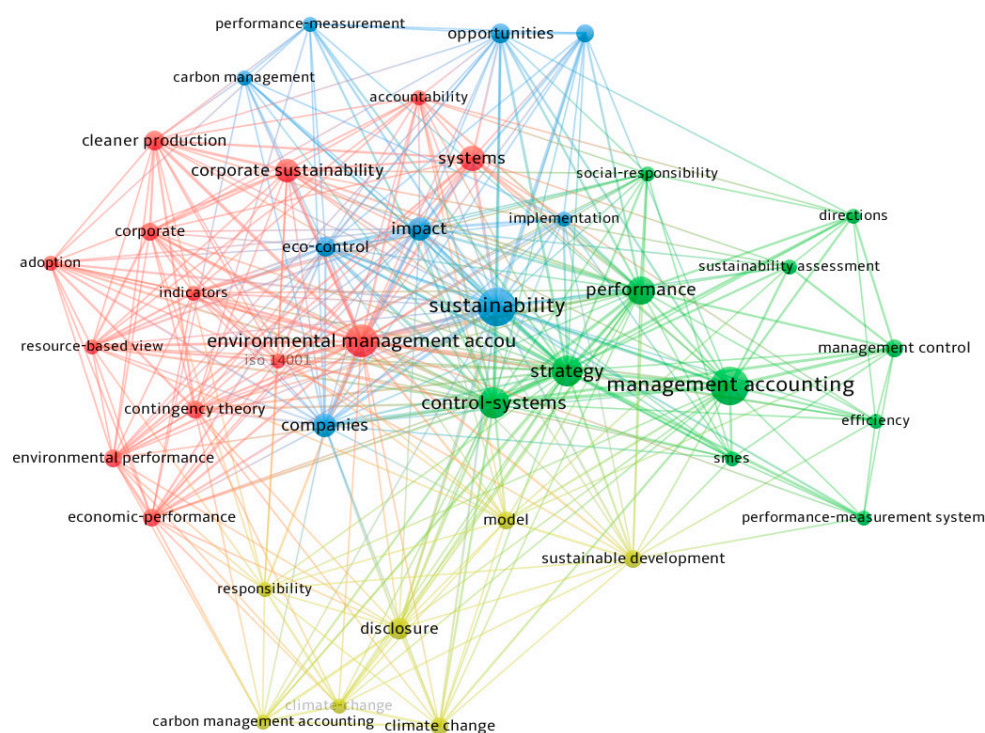 performance-measurement
opportunities
carbon management
accountability
cleaner production
systems
corporate sustainability
social-responsibility
directions
implementation
impact
corporate
eco-control
adoption
sustainability assessment
indicators
performance
sustainability
environmental management accou
resource-based view
management control
iso 14001
strategy
management accounting
control-systems
contingency theory
efficiency
companies
environmental performance
smes
economic-performance
model
performance-measurement system
sustainable development
responsibility
disclosure
climate-change
carbon management accounting
climate change